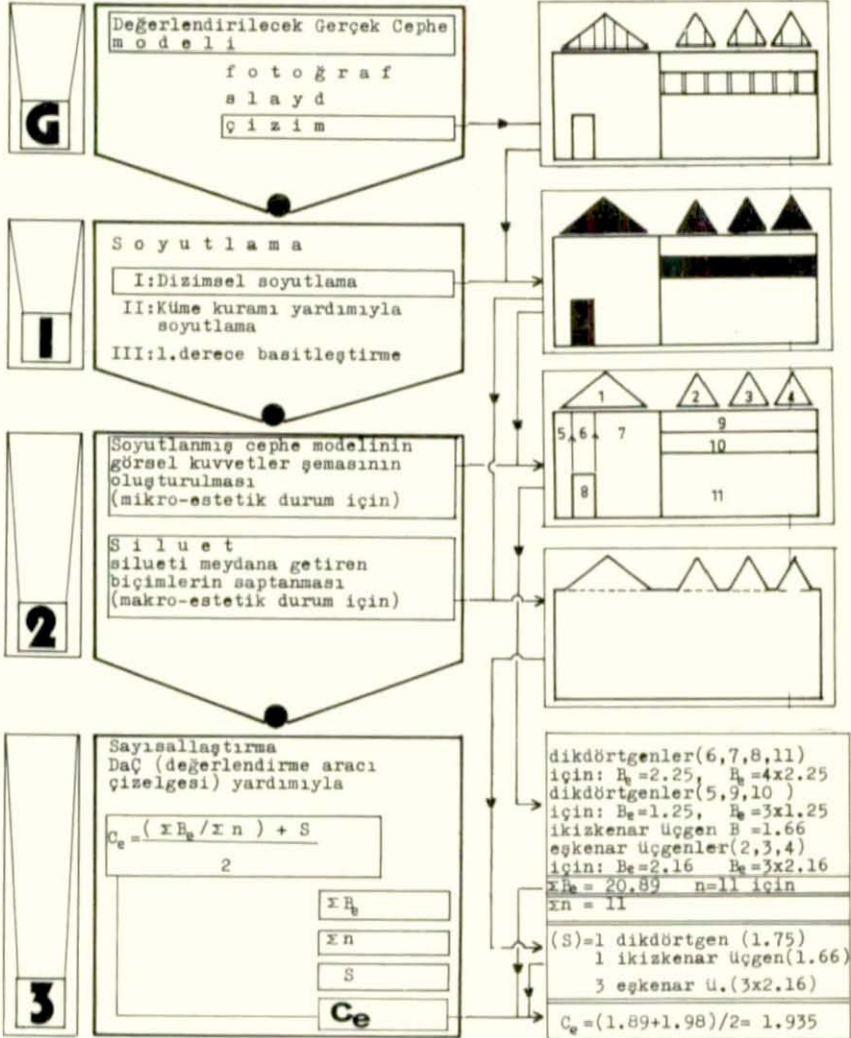 G
Değerlendirilecek Gerçek Cephe
m o d e l i
f o t o ğ r a f
s l a y d
ç i z i m
1
S o y u t l a m a
I:Dizimsel soyutlama
II:Küme kuramı yardımıyla
soyutlama
III:1.derece basitleştirme
2
Soyutlanmış cephe modelinin
görsel kuvvetler şemasının
oluşturulması
(mikro-estetik durum için)
S i l u e t
silueti meydana getiren
biçimlerin saptanması
(makro-estetik durum için)
1
2
3
4
5
6
7
8
9
10
11
3
Sayısallaştırma
DaÇ (değerlendirme aracı
çizelgesi) yardımıyla
Ce = ( ΣBe / Σn ) + S
2
ΣBe
Σn
S
Ce
dikdörtgenler(6,7,8,11)
için: Be =2.25, Be =4x2.25
dikdörtgenler(5,9,10 )
için: Be=1.25, Be=3x1.25
ikizkenar üçgen B =1.66
eşkenar üçgenler(2,3,4)
için: Be=2.16 Be=3x2.16
ΣBe = 20.89 n=11 için
Σn = 11
(S)=1 dikdörtgen (1.75)
1 ikizkenar üçgen(1.66)
3 eşkenar ü.(3x2.16)
Ce =(1.89+1.98)/2= 1.935